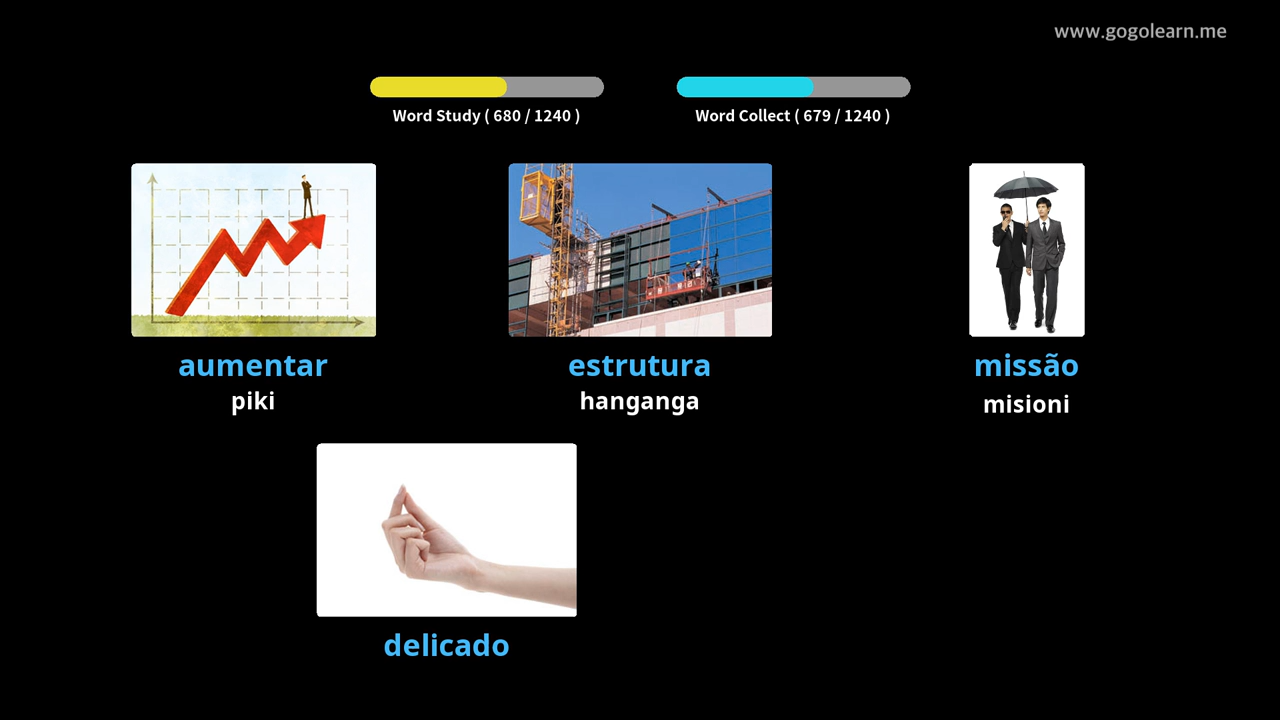 www.gogolearn.me
Word Study ( 680 / 1240 )
Word Collect ( 679 / 1240 )
aumentar
piki
estrutura
hanganga
missão
misioni
delicado